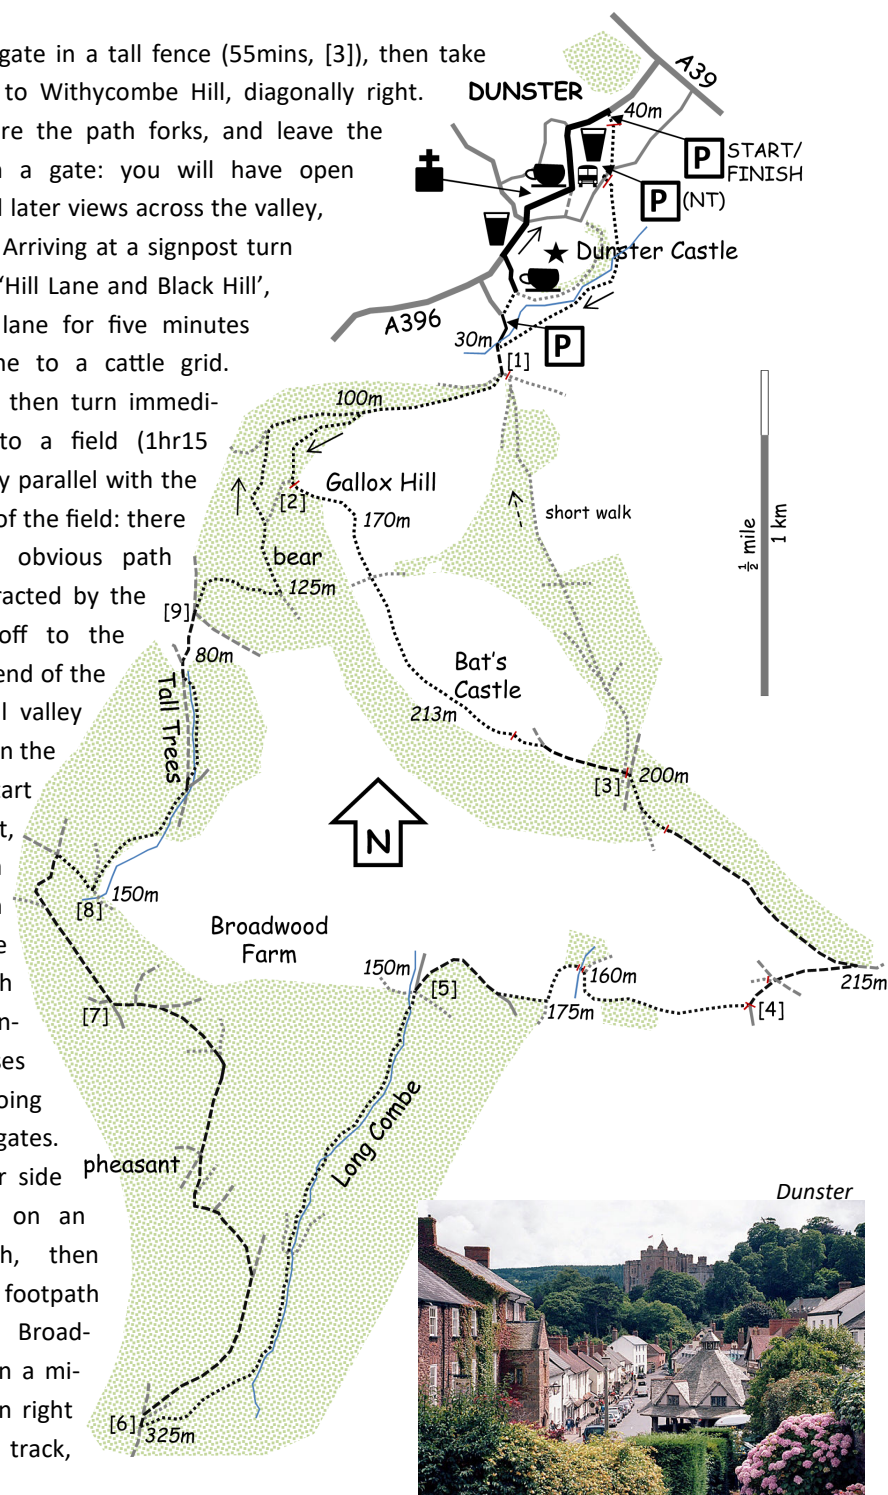 gate in a tall fence (55mins, [3]), then take
to Withycombe Hill, diagonally right.
re the path forks, and leave the
a gate: you will have open
later views across the valley,
Arriving at a signpost turn
'Hill Lane and Black Hill',
lane for five minutes
ne to a cattle grid.
then turn immedi-
to a field (1hr15
y parallel with the
of the field: there
obvious path
racted by the
off to the
end of the
l valley
n the
tart
t,
e
h
n-
ses
oing
gates.
r side
on an
h, then
footpath
Broad-
n a mi-
n right
track,
A39
DUNSTER
40m
P START/
FINISH
P (NT)
Dunster Castle
A396
30m
P
[1]
100m
Gallox Hill
[2]
170m
short walk
½ mile
1 km
bear
125m
[9]
80m
Bat's
Castle
213m
Tall Trees
[3]
200m
N
150m
[8]
Broadwood
Farm
150m
[5]
160m
175m
215m
[4]
[7]
Long Combe
pheasant
Dunster
[6]
325m